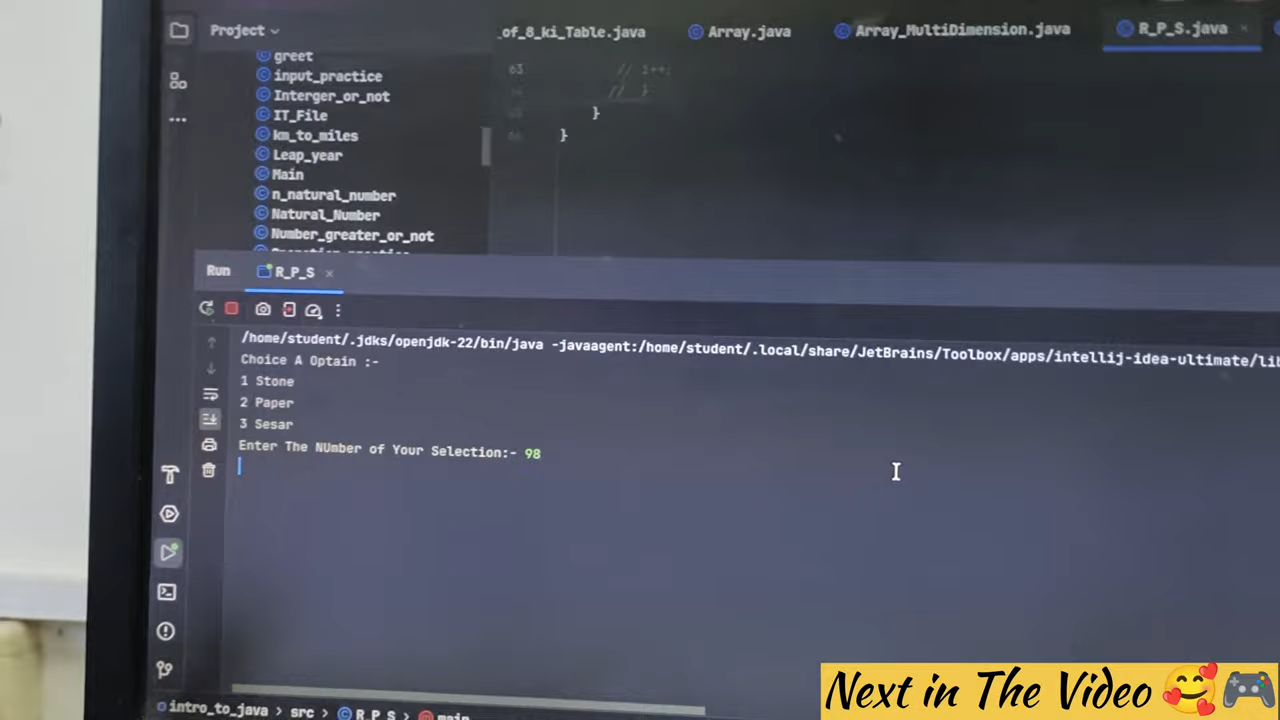 Project
_of_8_ki_Table.java
Array.java
Array_MultiDimension.java
R_P_S.java
greet
input_practice
Interger_or_not
IT_File
km_to_miles
Leap_year
Main
n_natural_number
Natural_Number
Number_greater_or_not
63 // i++;
// }
}
}
Run
R_P_S
/home/student/.jdks/openjdk-22/bin/java -javaagent:/home/student/.local/share/JetBrains/Toolbox/apps/intellij-idea-ultimate/lib
Choice A Optain :-
1 Stone
2 Paper
3 Sesar
Enter The NUmber of Your Selection:- 98
intro_to_java > src > R_P_S > main
Next in The Video 🥰🎮